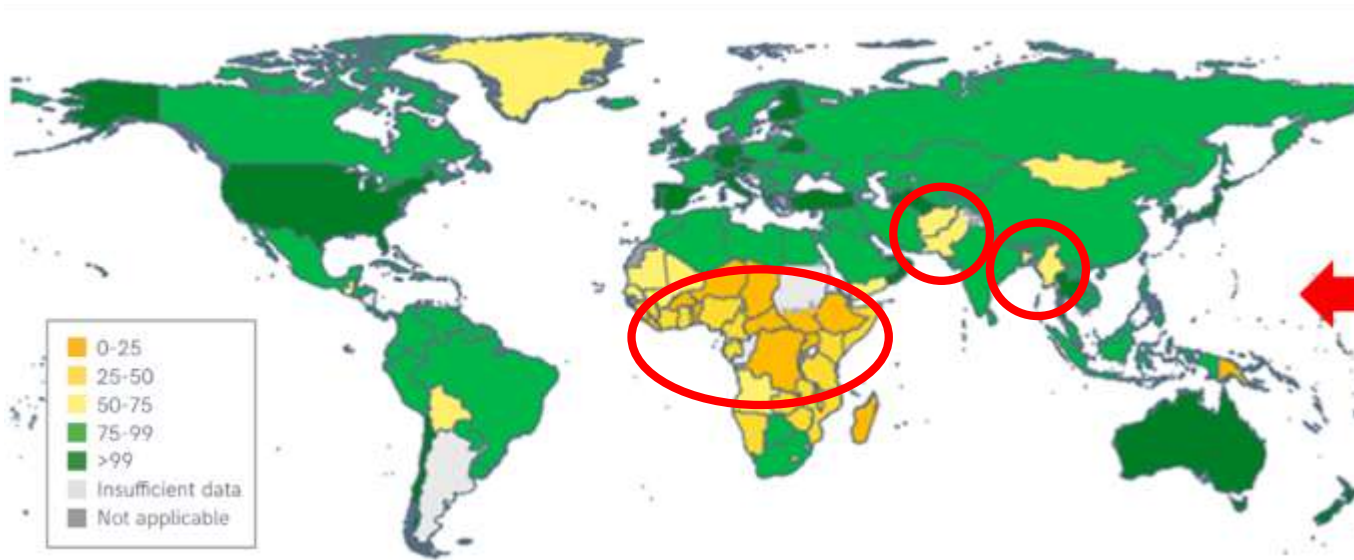 0-25
25-50
50-75
75-99
>99
Insufficient data
Not applicable